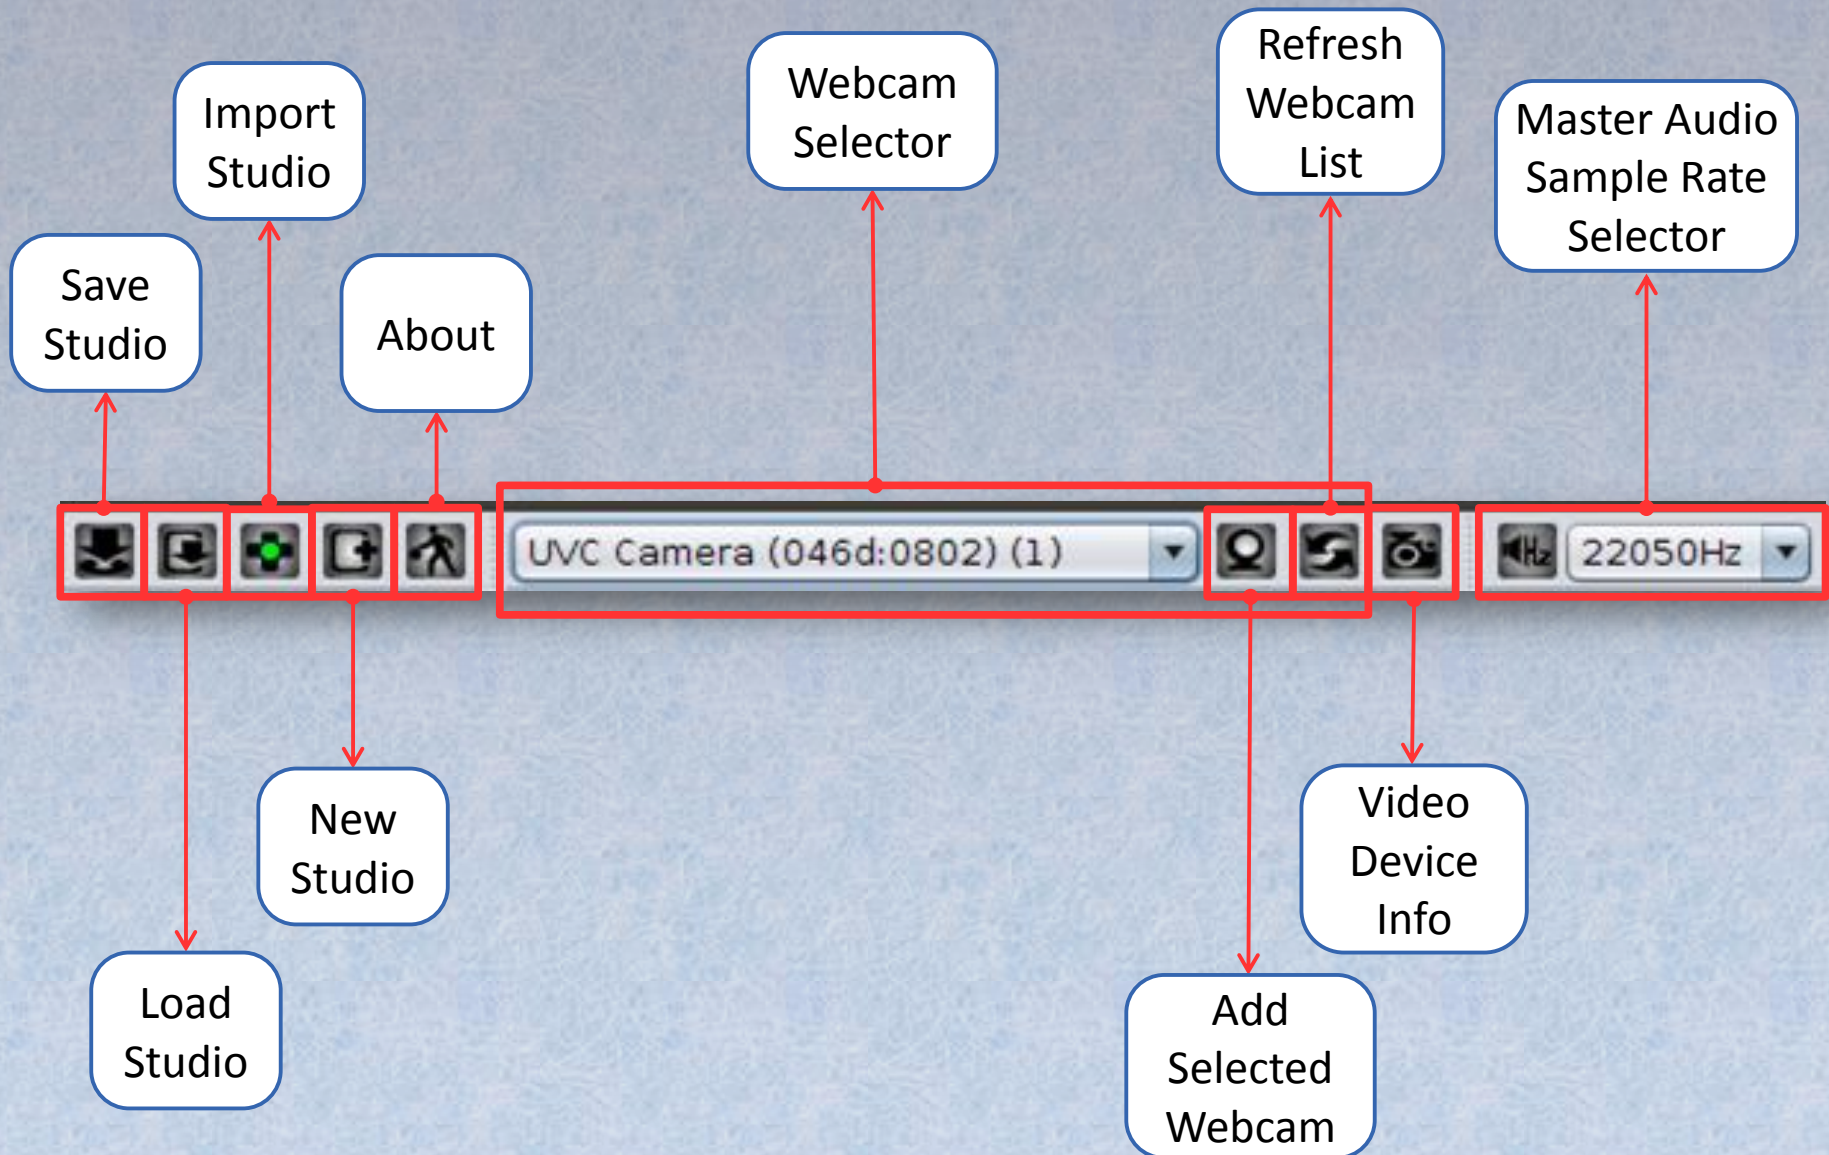 Import
Studio
Webcam
Selector
Refresh
Webcam
List
Master Audio
Sample Rate
Selector
Save
Studio
About
UVC Camera (046d:0802) (1)
Hz
22050Hz
New
Studio
Video
Device
Info
Load
Studio
Add
Selected
Webcam